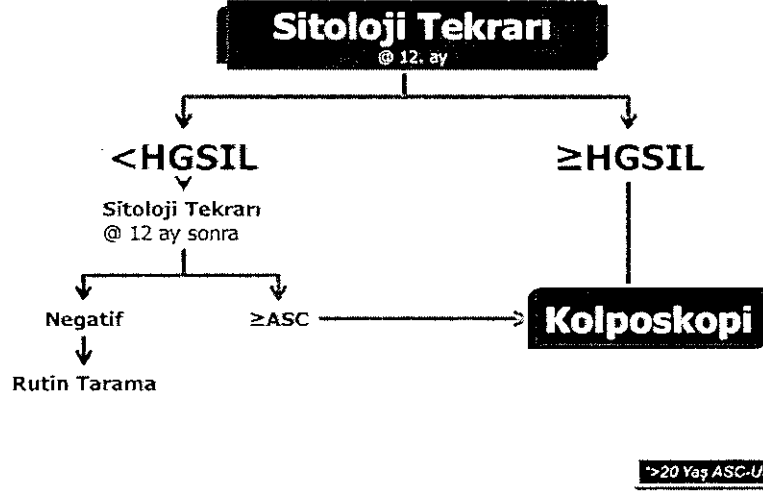 Sitoloji Tekrarı
@ 12. ay
<HGSIL
≥HGSIL
Sitoloji Tekrarı
@ 12 ay sonra
Negatif
≥ASC
Kolposkopi
Rutin Tarama
*>20 Yaş ASC-U